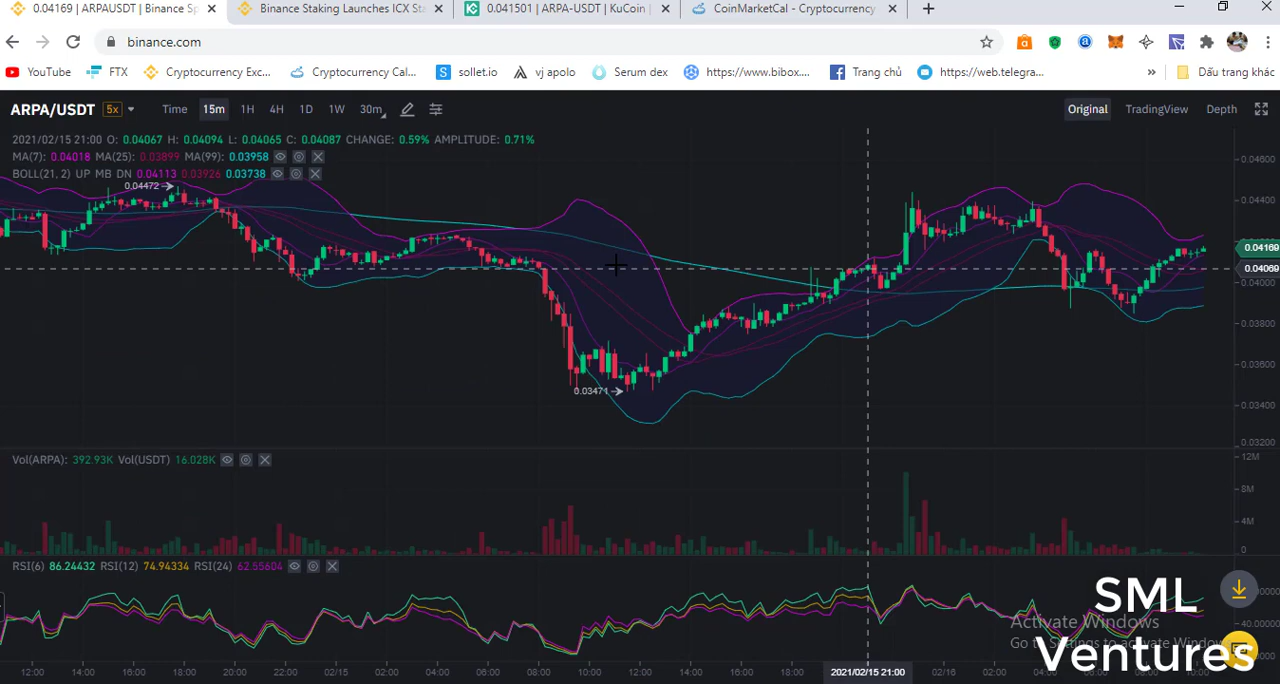 0.04169 | ARPAUSDT | Binance Sp
Binance Staking Launches ICX Sta
0.041501 | ARPA-USDT | KuCoin |
CoinMarketCal - Cryptocurrency
binance.com
YouTube
FTX
Cryptocurrency Exc...
Cryptocurrency Cal...
sollet.io
vj apolo
Serum dex
https://www.bibox....
Trang chủ
https://web.telegra...
»
Dấu trang khác
ARPA/USDT 5x Time 15m 1H 4H 1D 1W 30m
Original TradingView Depth
2021/02/15 21:00 O: 0.04067 H: 0.04094 L: 0.04065 C: 0.04087 CHANGE: 0.59% AMPLITUDE: 0.71%
MA(7): 0.04018 MA(25): 0.03899 MA(99): 0.03958
BOLL(21, 2) UP MB DN 0.04113 0.03926 0.03738
0.04472
0.03471
0.04600
0.04400
0.04169
0.04069
0.04000
0.03800
0.03600
0.03400
0.03200
Vol(ARPA): 392.93K Vol(USDT) 16.028K
12M
8M
4M
0
RSI(6) 86.24432 RSI(12) 74.94334 RSI(24) 62.55604
SML
Ventures
Activate Windows
12:00 14:00 16:00 18:00 20:00 22:00 02/15 02:00 04:00 06:00 08:00 10:00 12:00 14:00 16:00 18:00 2021/02/15 21:00 02/16 02:00 04:00 06:00 08:00